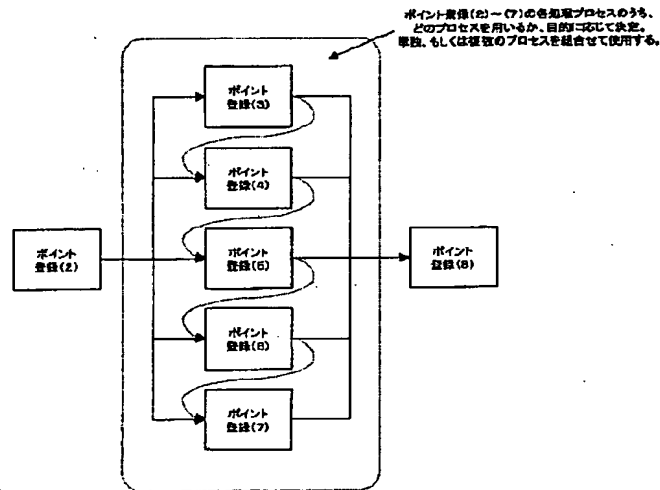 ポイント登録(2)~(7)の各処理プロセスのうち、
どのプロセスを用いるか、目的に応じて決定。
単独、もしくは複数のプロセスを組合せて使用する。
ポイント
登録(3)
ポイント
登録(4)
ポイント
登録(2)
ポイント
登録(5)
ポイント
登録(8)
ポイント
登録(6)
ポイント
登録(7)